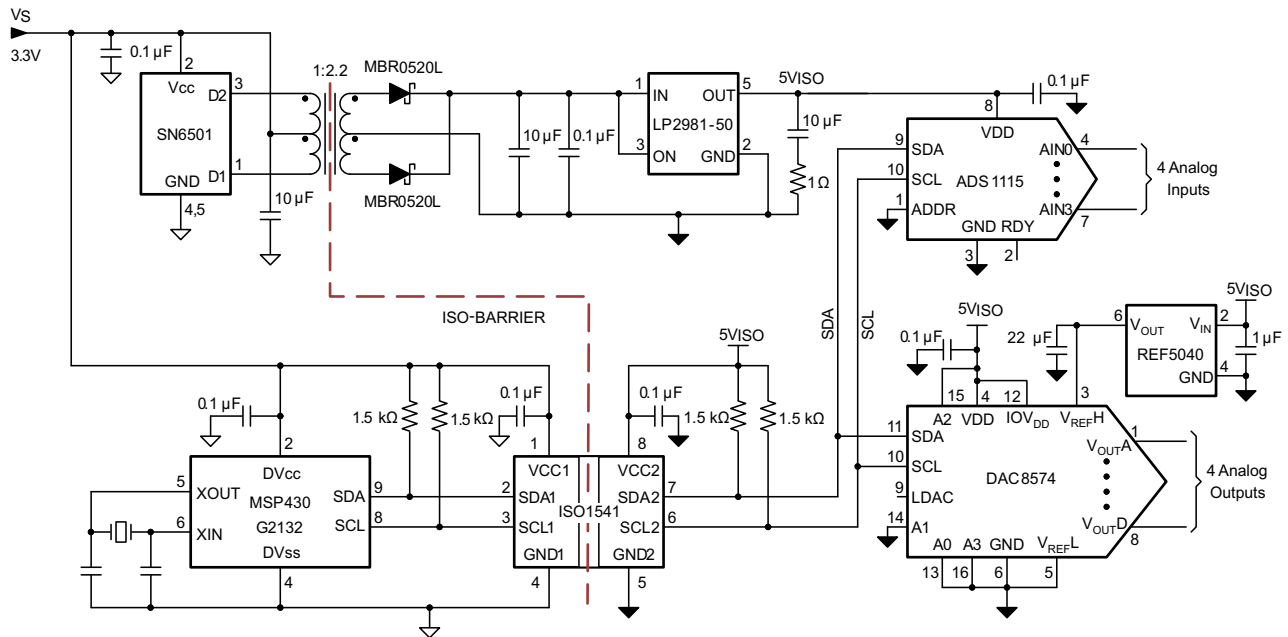 VS
3.3V
0.1 µF
2
Vcc
3
D2
SN6501
1
D1
GND
4,5
10 µF
1:2.2
MBR0520L
MBR0520L
10 µF
0.1 µF
1
IN
OUT
5
LP2981-50
3
ON
GND
2
5VISO
10 µF
1 Ω
0.1 µF
8
VDD
9
SDA
10
SCL
1
ADDR
ADS1115
AIN0
4
AIN3
7
GND
RDY
3
2
4 Analog
Inputs
ISO-BARRIER
SDA
SCL
0.1 µF
2
DVcc
5
XOUT
MSP430
G2132
6
XIN
SDA
9
SCL
8
DVss
4
1.5 kΩ
1.5 kΩ
0.1 µF
1
VCC1
2
SDA1
3
SCL1
GND1
4
ISO1541
8
VCC2
SDA2
7
SCL2
6
GND2
5
0.1 µF
5VISO
1.5 kΩ
1.5 kΩ
5VISO
0.1 µF
15
4
12
3
A2
VDD
IOVDD
VREFH
11
SDA
10
SCL
9
LDAC
14
A1
DAC8574
VOUTA
1
VOUTD
8
A0
A3
GND
VREFL
13
16
6
5
4 Analog
Outputs
22 µF
6
VOUT
VIN
2
REF5040
GND
4
5VISO
1 µF